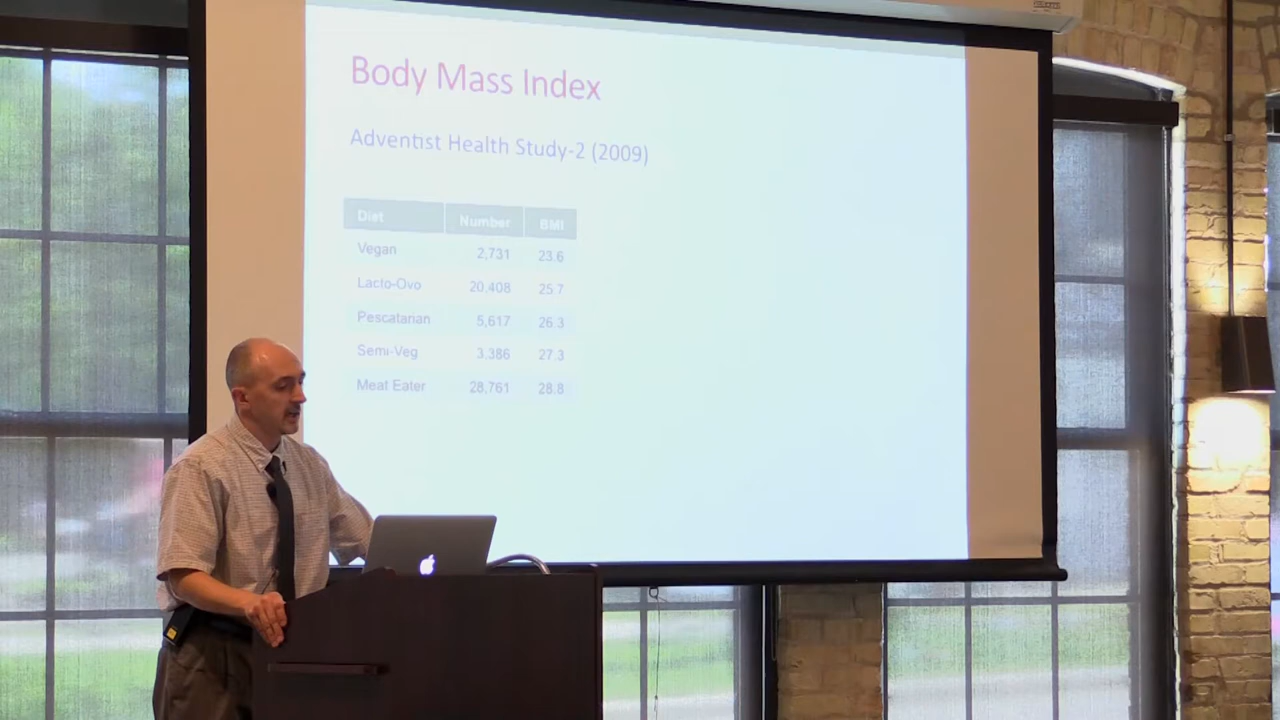 Body Mass Index
Adventist Health Study-2 (2009)
Diet Number BMI
Vegan 2,731 23.6
Lacto-Ovo 20,408 25.7
Pescatarian 5,617 26.3
Semi-Veg 3,386 27.3
Meat Eater 28,761 28.8